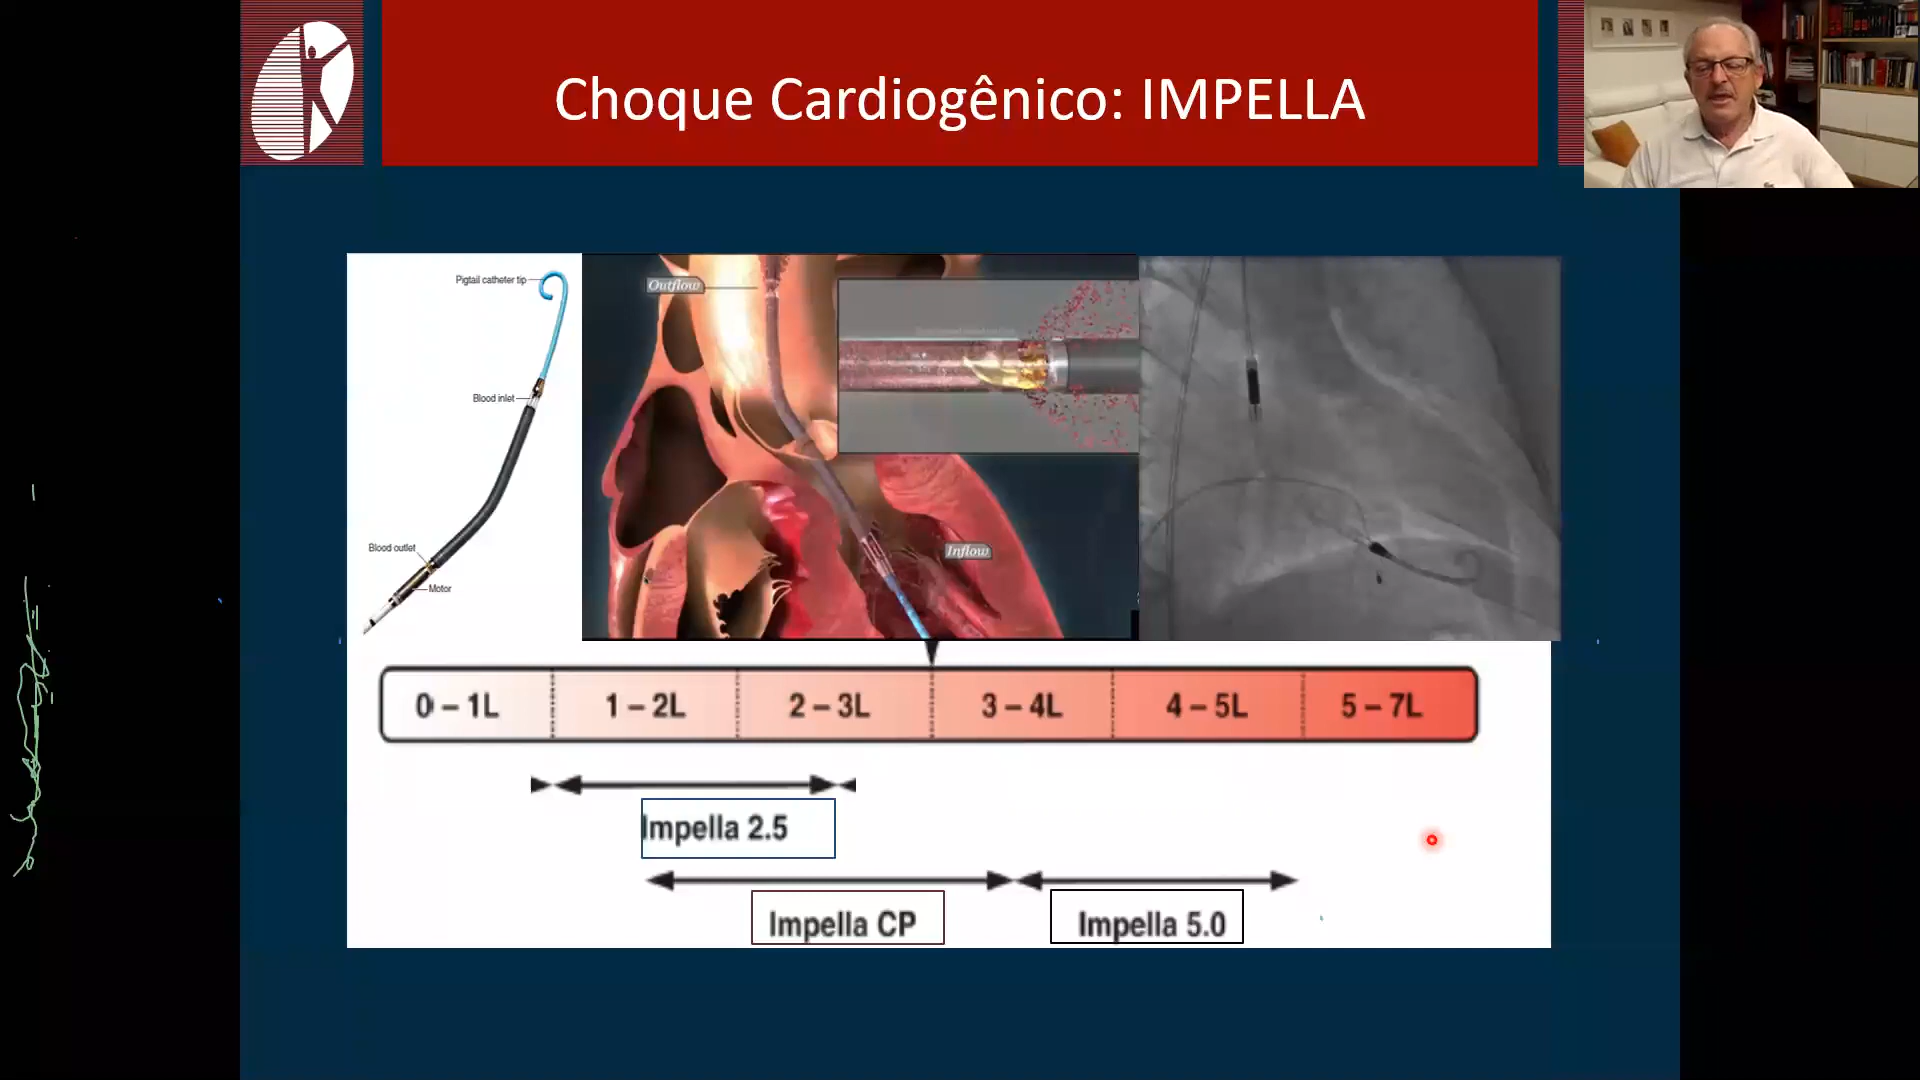 Choque Cardiogênico: IMPELLA
Pigtail catheter tip
Blood inlet
Blood outlet
Motor
Outflow
Inflow
0 – 1L
1 – 2L
2 – 3L
3 – 4L
4 – 5L
5 – 7L
Impella 2.5
Impella CP
Impella 5.0